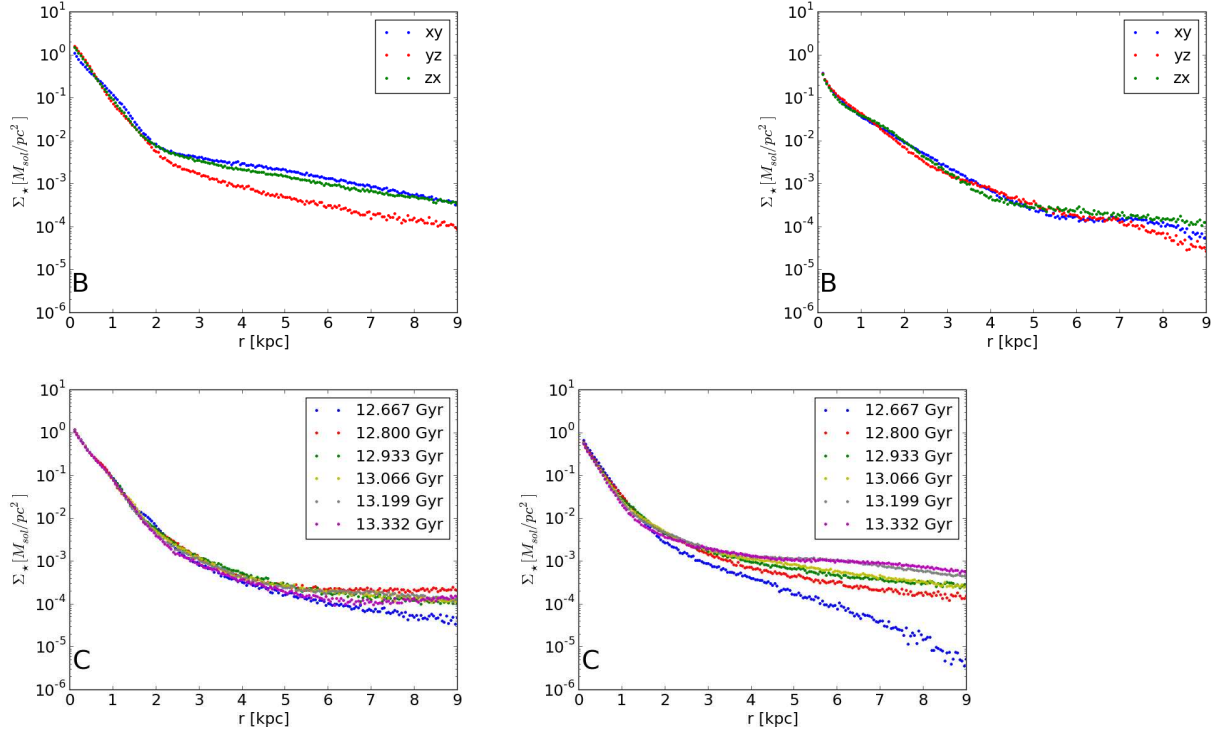 10^1
10^0
10^-1
10^-2
10^-3
10^-4
10^-5
10^-6
Σ⋆ [M_sol/pc^2]
xy
yz
zx
B
0 1 2 3 4 5 6 7 8 9
r [kpc]
10^1
10^0
10^-1
10^-2
10^-3
10^-4
10^-5
10^-6
Σ⋆ [M_sol/pc^2]
xy
yz
zx
B
0 1 2 3 4 5 6 7 8 9
r [kpc]
10^1
10^0
10^-1
10^-2
10^-3
10^-4
10^-5
10^-6
Σ⋆ [M_sol/pc^2]
12.667 Gyr
12.800 Gyr
12.933 Gyr
13.066 Gyr
13.199 Gyr
13.332 Gyr
C
0 1 2 3 4 5 6 7 8 9
r [kpc]
10^1
10^0
10^-1
10^-2
10^-3
10^-4
10^-5
10^-6
Σ⋆ [M_sol/pc^2]
12.667 Gyr
12.800 Gyr
12.933 Gyr
13.066 Gyr
13.199 Gyr
13.332 Gyr
C
0 1 2 3 4 5 6 7 8 9
r [kpc]